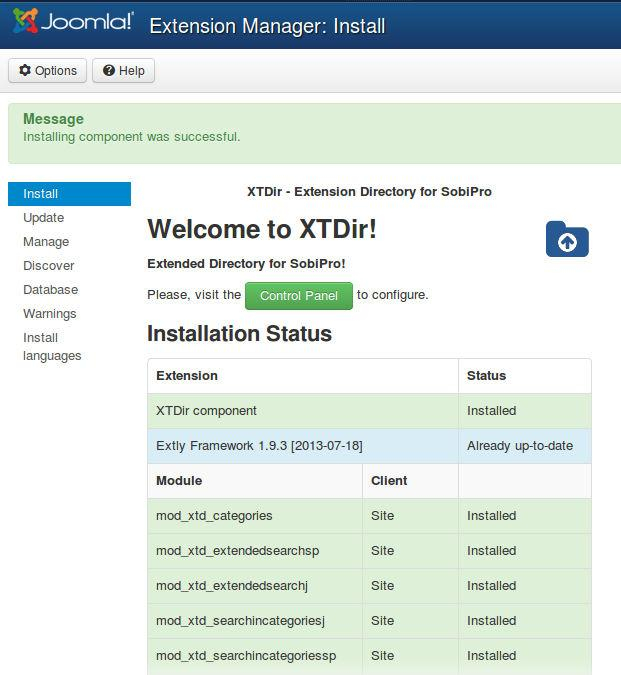 Joomla!® Extension Manager: Install
Options Help
Message
Installing component was successful.
Install
Update
Manage
Discover
Database
Warnings
Install
languages
XTDir - Extension Directory for SobiPro
Welcome to XTDir!
Extended Directory for SobiPro!
Please, visit the Control Panel to configure.
Installation Status
Extension Status
XTDir component Installed
Extly Framework 1.9.3 [2013-07-18] Already up-to-date
Module Client
mod_xtd_categories Site Installed
mod_xtd_extendedsearchsp Site Installed
mod_xtd_extendedsearchj Site Installed
mod_xtd_searchincategoriesj Site Installed
mod_xtd_searchincategoriessp Site Installed